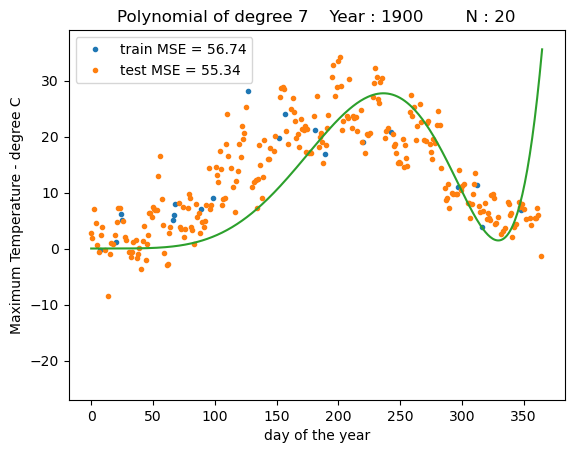 Polynomial of degree 7    Year : 1900        N : 20
train MSE = 56.74
test MSE = 55.34
Maximum Temperature - degree C
30
20
10
0
−10
−20
0 50 100 150 200 250 300 350
day of the year